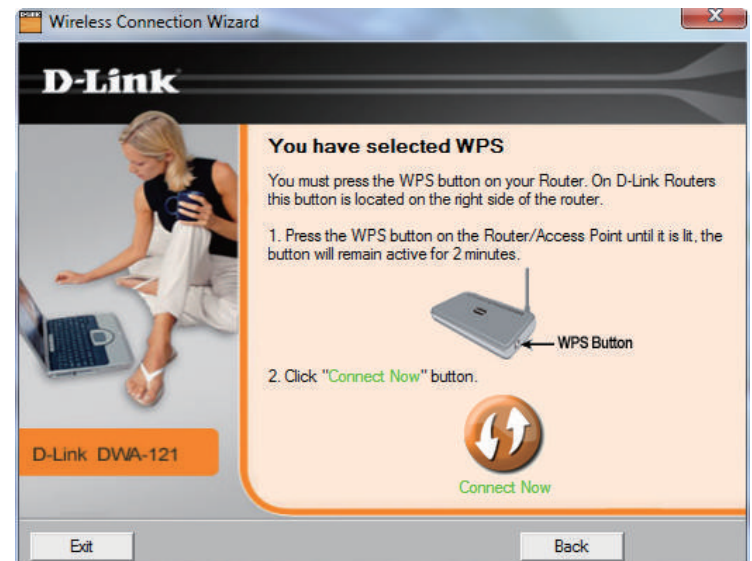 Wireless Connection Wizard
D-Link
You have selected WPS
You must press the WPS button on your Router. On D-Link Routers
this button is located on the right side of the router.
1. Press the WPS button on the Router/Access Point until it is lit, the
button will remain active for 2 minutes.
WPS Button
2. Click "Connect Now" button.
D-Link DWA-121
Connect Now
Exit
Back